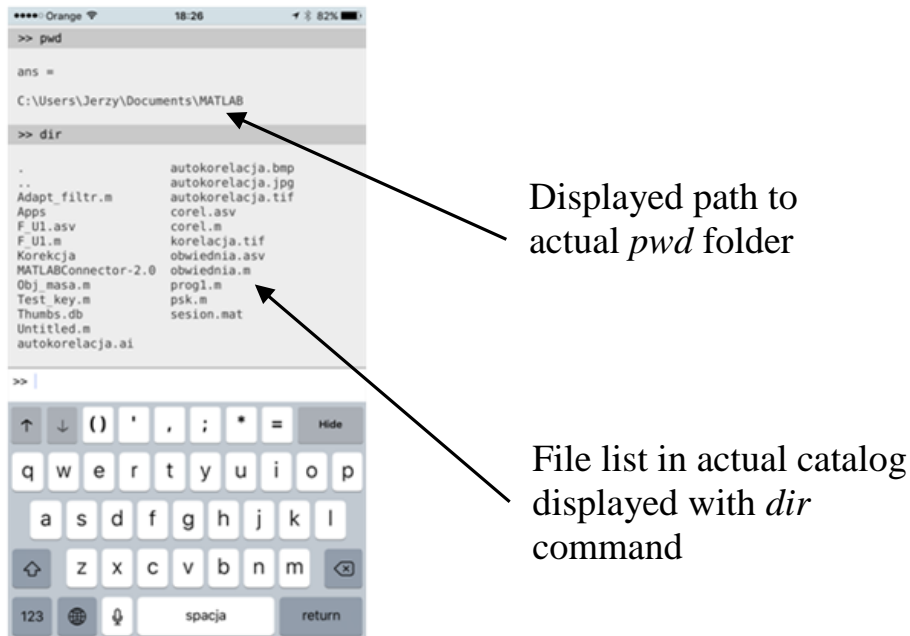 Orange 18:26 82%
>> pwd
ans =
C:\Users\Jerzy\Documents\MATLAB
>> dir
. autokorelacja.bmp
.. autokorelacja.jpg
Adapt_filtr.m autokorelacja.tif
Apps corel.asv
F_U1.asv corel.m
F_U1.m korelacja.tif
Korekcja obwiednia.asv
MATLABConnector-2.0 obwiednia.m
Obj_masa.m prog1.m
Test_key.m psk.m
Thumbs.db sesion.mat
Untitled.m
autokorelacja.ai
>>
↑ ↓ () ' , ; * = Hide
q w e r t y u i o p
a s d f g h j k l
z x c v b n m
123 spacja return
Displayed path to
actual pwd folder
File list in actual catalog
displayed with dir
command